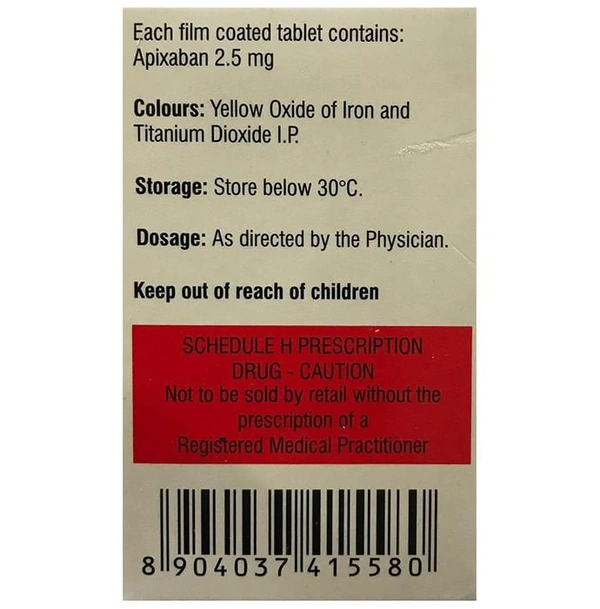 Each film coated tablet contains:
Apixaban 2.5 mg
Colours: Yellow Oxide of Iron and
Titanium Dioxide I.P.
Storage: Store below 30°C.
Dosage: As directed by the Physician.
Keep out of reach of children
SCHEDULE H PRESCRIPTION
DRUG - CAUTION
Not to be sold by retail without the
prescription of a
Registered Medical Practitioner
8 904037 415580